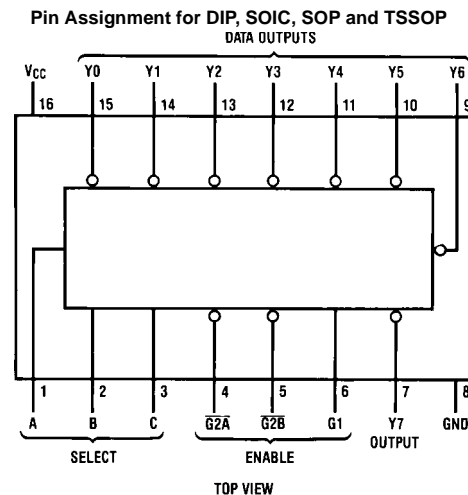 Pin Assignment for DIP, SOIC, SOP and TSSOP
DATA OUTPUTS
VCC Y0 Y1 Y2 Y3 Y4 Y5 Y6
16 15 14 13 12 11 10 9
1 2 3 4 5 6 7 8
A B C G2A G2B G1 Y7 GND
SELECT ENABLE OUTPUT
TOP VIEW